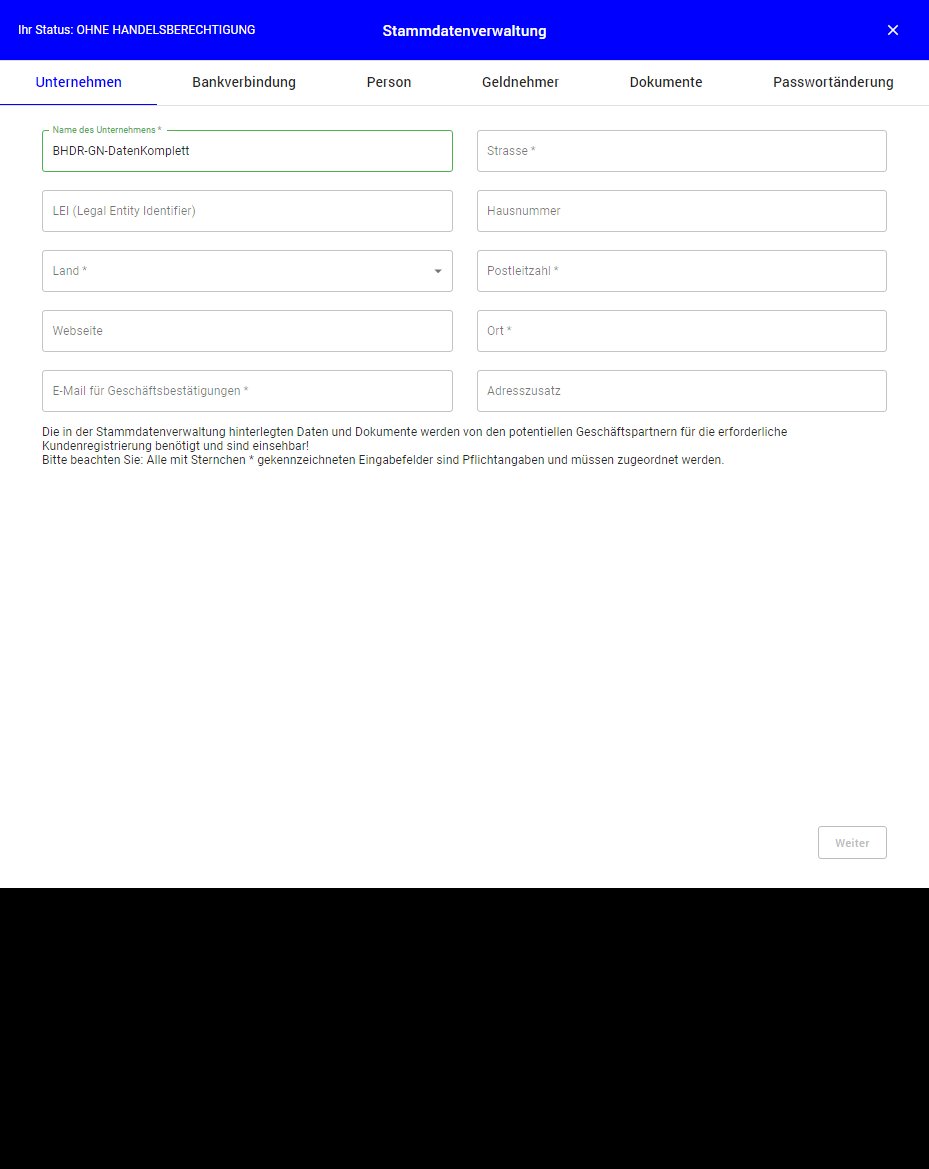 Ihr Status: OHNE HANDELSBERECHTIGUNG
Stammdatenverwaltung
Unternehmen
Bankverbindung
Person
Geldnehmer
Dokumente
Passwortänderung
Name des Unternehmens *
BHDR-GN-DatenKomplett
Strasse *
LEI (Legal Entity Identifier)
Hausnummer
Land *
Postleitzahl *
Webseite
Ort *
E-Mail für Geschäftsbestätigungen *
Adresszusatz
Die in der Stammdatenverwaltung hinterlegten Daten und Dokumente werden von den potentiellen Geschäftspartnern für die erforderliche
Kundenregistrierung benötigt und sind einsehbar!
Bitte beachten Sie: Alle mit Sternchen * gekennzeichneten Eingabefelder sind Pflichtangaben und müssen zugeordnet werden.
Weiter